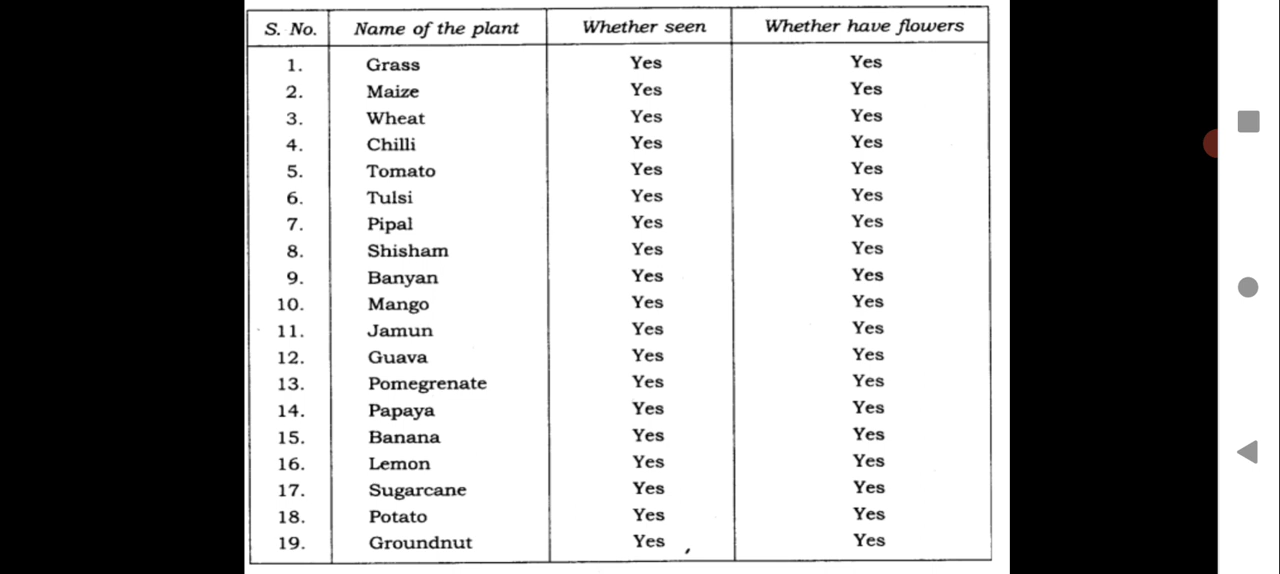 S. No. Name of the plant Whether seen Whether have flowers
1. Grass Yes Yes
2. Maize Yes Yes
3. Wheat Yes Yes
4. Chilli Yes Yes
5. Tomato Yes Yes
6. Tulsi Yes Yes
7. Pipal Yes Yes
8. Shisham Yes Yes
9. Banyan Yes Yes
10. Mango Yes Yes
11. Jamun Yes Yes
12. Guava Yes Yes
13. Pomegrenate Yes Yes
14. Papaya Yes Yes
15. Banana Yes Yes
16. Lemon Yes Yes
17. Sugarcane Yes Yes
18. Potato Yes Yes
19. Groundnut Yes Yes